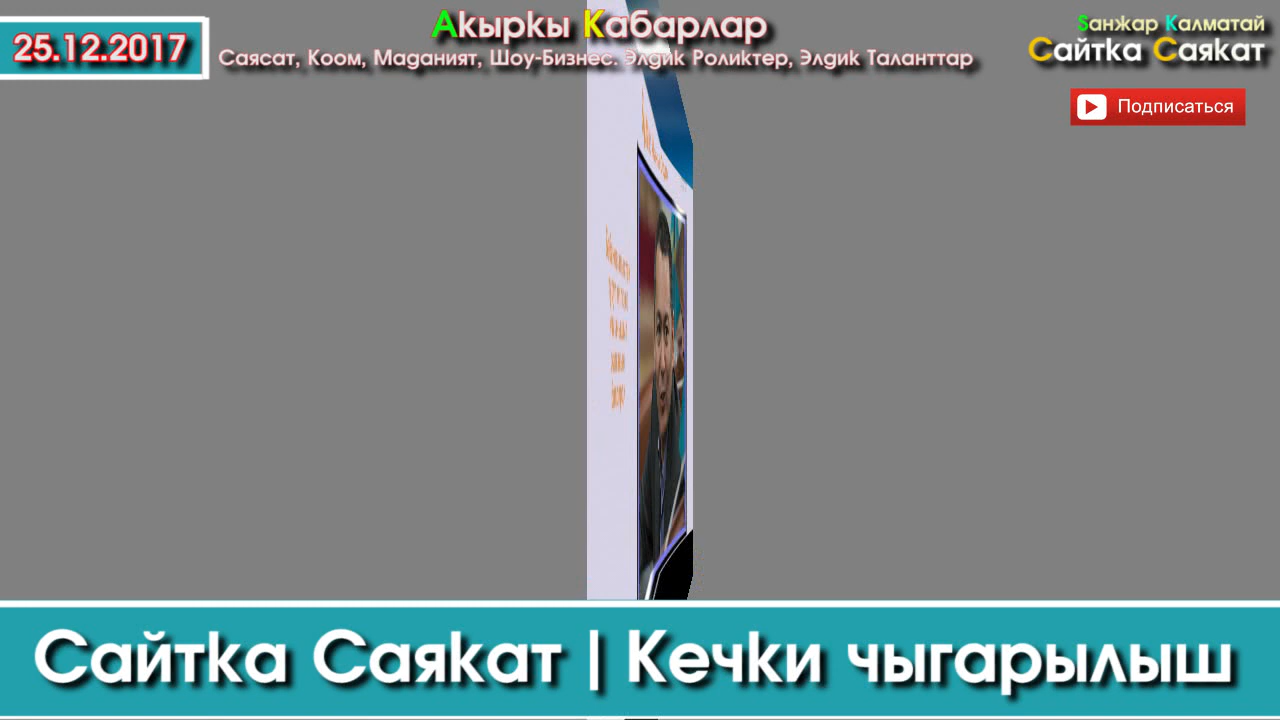 25.12.2017
Акыркы Кабарлар
Саясат, Коом, Маданият, Шоу-Бизнес. Элдик Роликтер, Элдик Таланттар
Sанжар Калматай
Сайтка Саякат
Подписаться
Сайтка Саякат | Кечки чыгарылыш